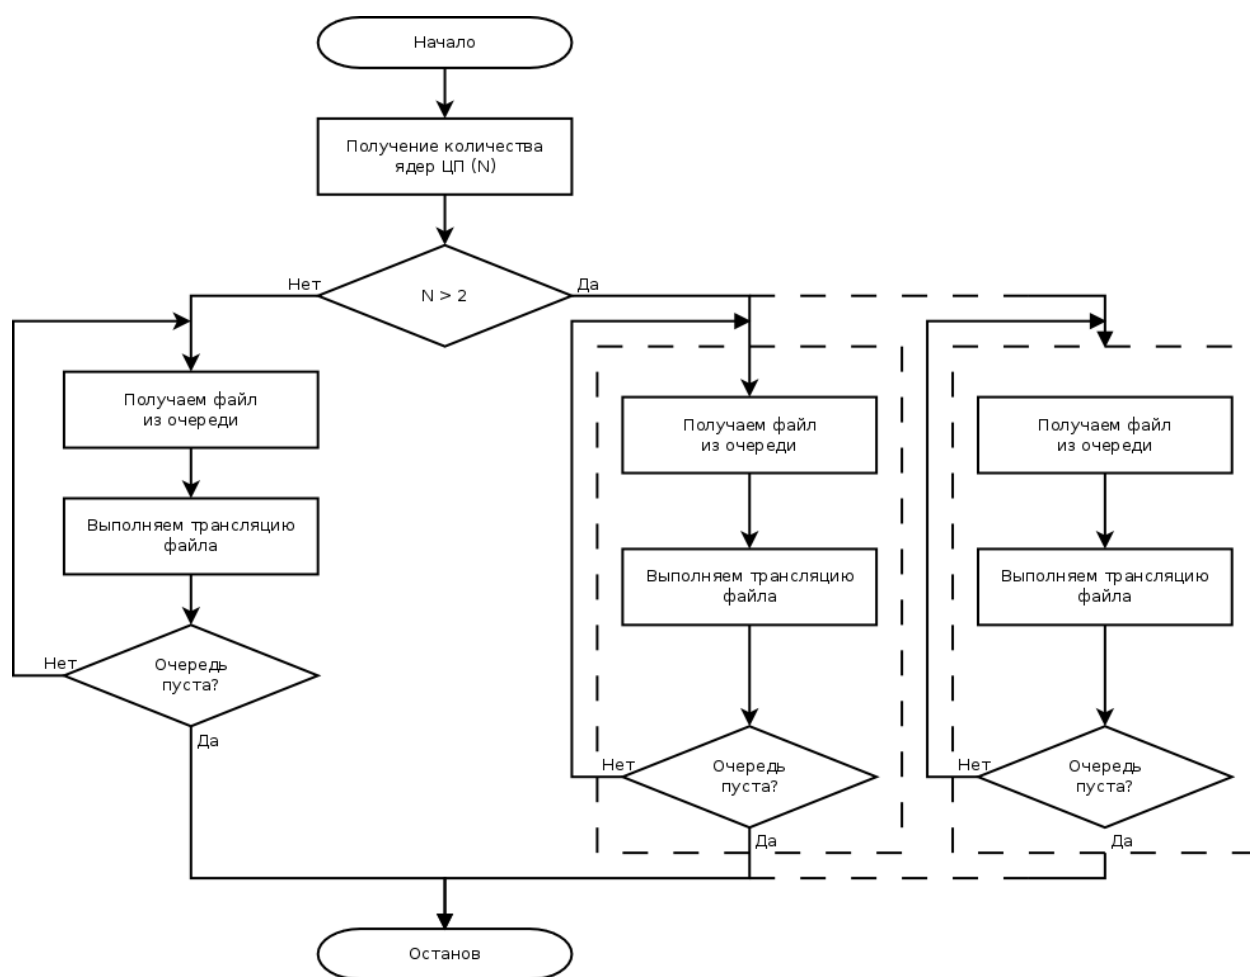 Начало
Получение количества
ядер ЦП (N)
N > 2
Нет
Да
Получаем файл
из очереди
Выполняем трансляцию
файла
Очередь
пуста?
Нет
Да
Получаем файл
из очереди
Выполняем трансляцию
файла
Очередь
пуста?
Нет
Да
Получаем файл
из очереди
Выполняем трансляцию
файла
Очередь
пуста?
Нет
Да
Останов